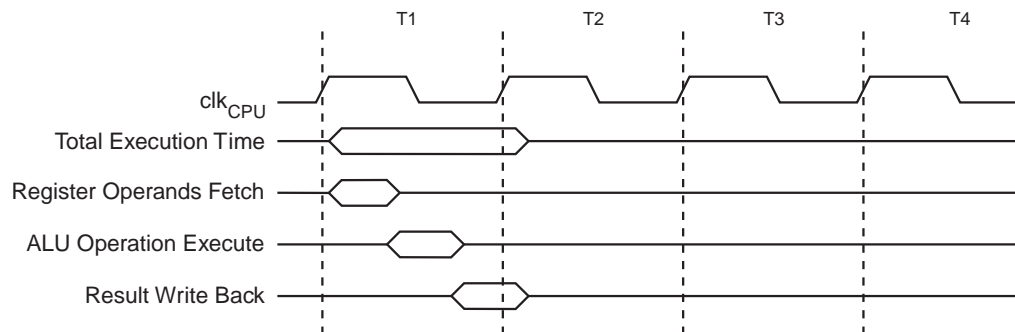 T1 T2 T3 T4
clkCPU
Total Execution Time
Register Operands Fetch
ALU Operation Execute
Result Write Back